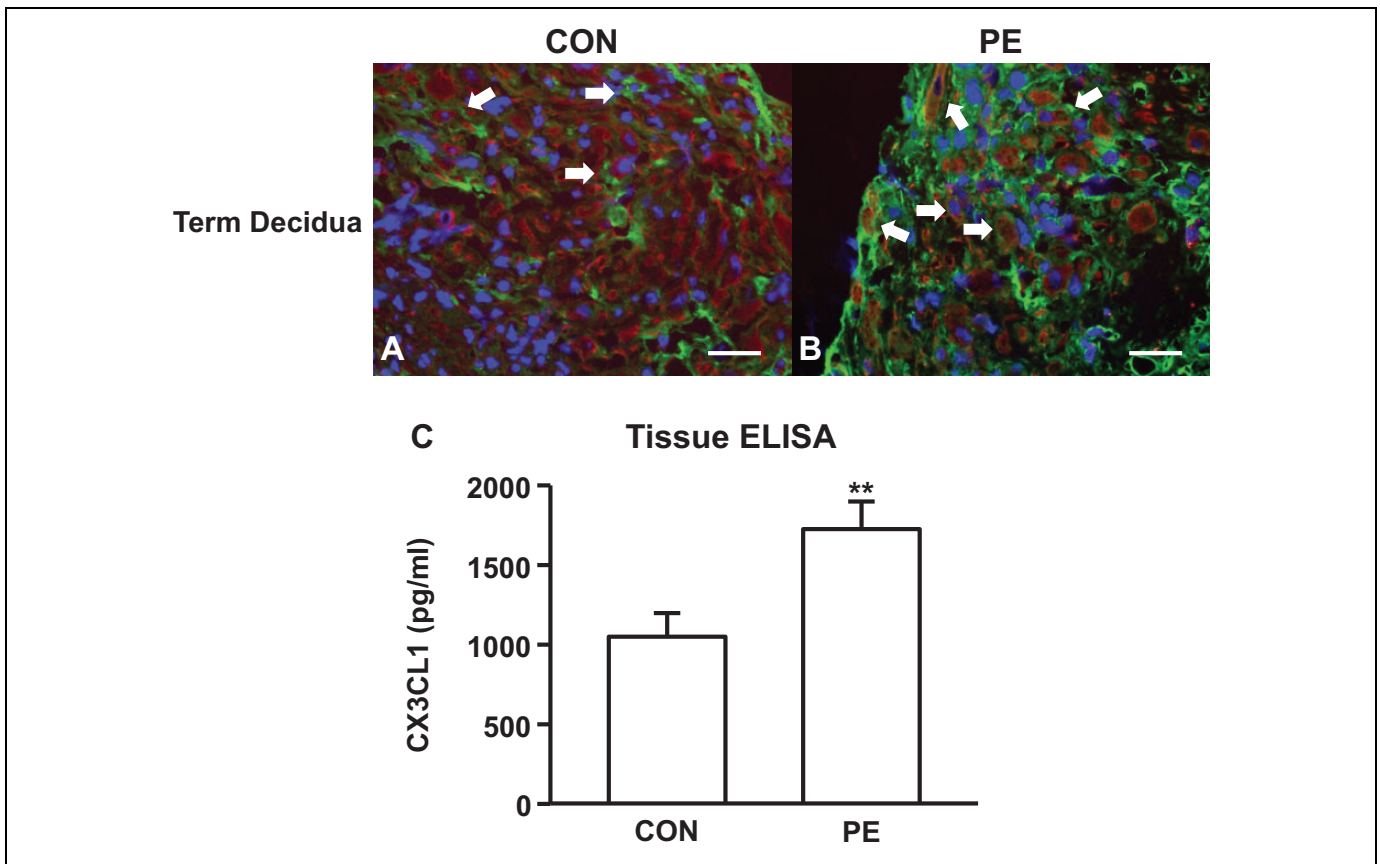 CON
PE
Term Decidua
A
B
C
Tissue ELISA
CX3CL1 (pg/ml)
2000
1500
1000
500
0
**
CON
PE